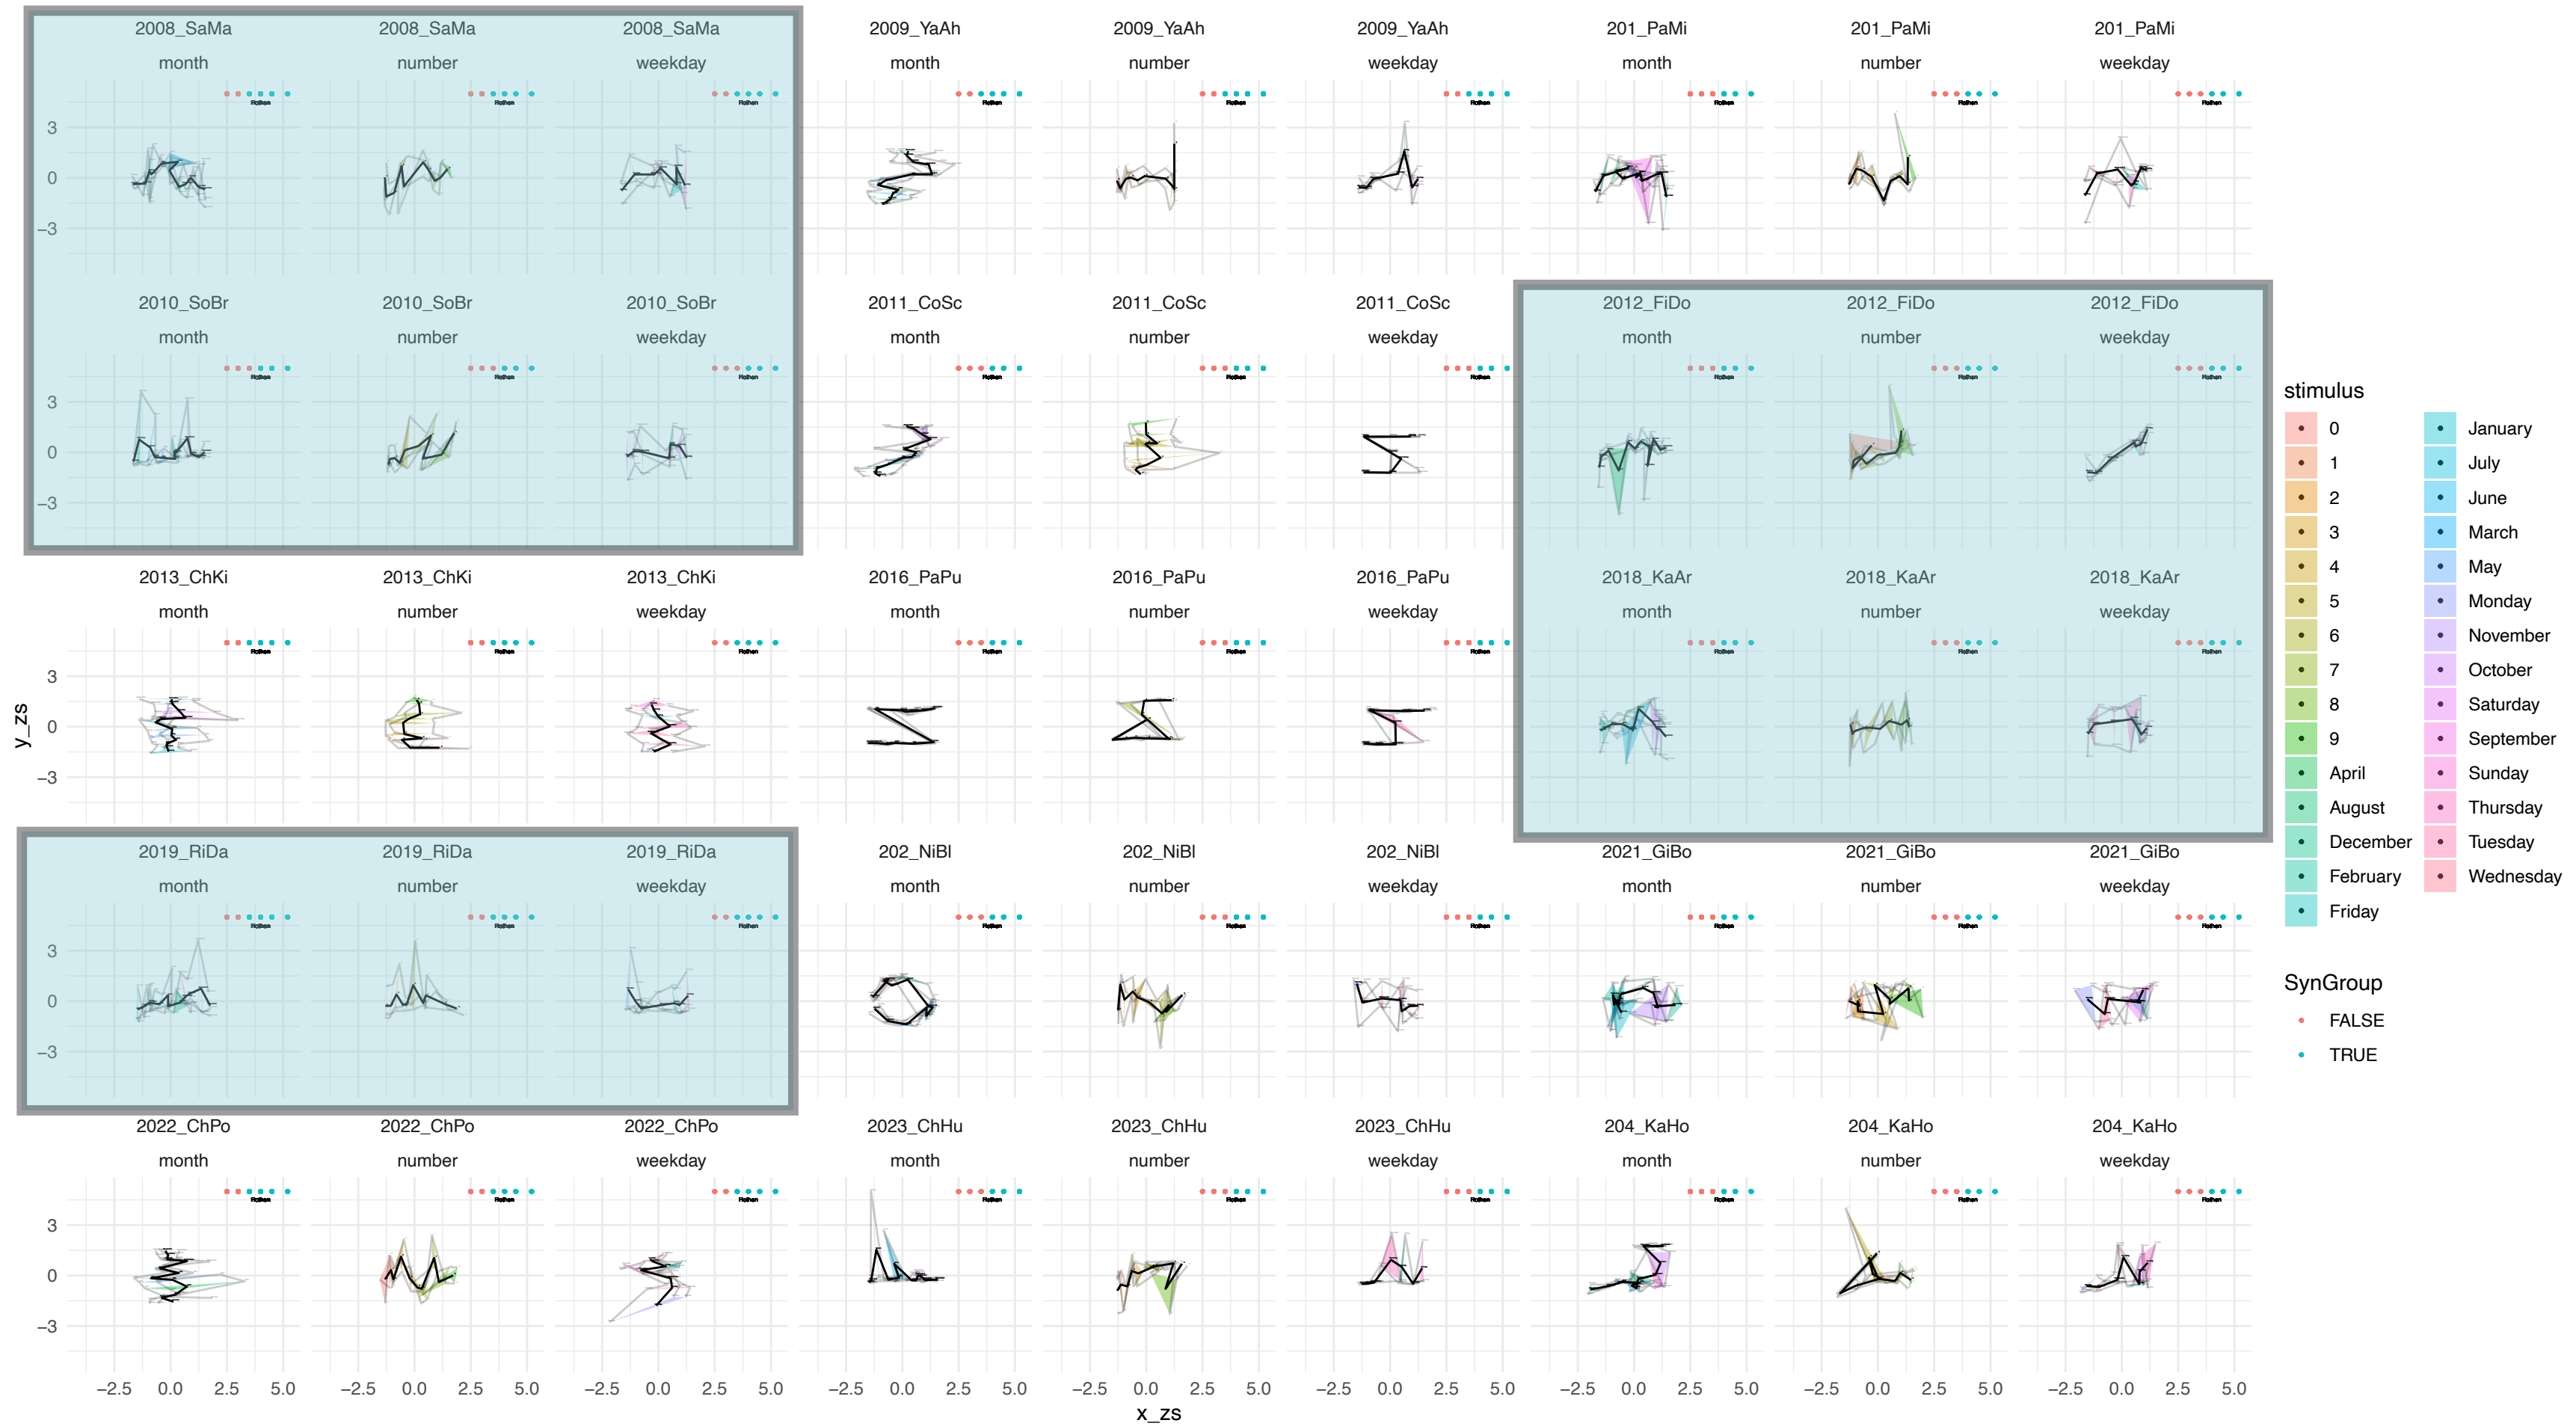 2008_SaMa 2008_SaMa 2008_SaMa 2009_YaAh 2009_YaAh 2009_YaAh 201_PaMi 201_PaMi 201_PaMi
month number weekday month number weekday month number weekday
3
0
−3
2010_SoBr 2010_SoBr 2010_SoBr 2011_CoSc 2011_CoSc 2011_CoSc 2012_FiDo 2012_FiDo 2012_FiDo
month number weekday month number weekday month number weekday
3
0
−3
2013_ChKi 2013_ChKi 2013_ChKi 2016_PaPu 2016_PaPu 2016_PaPu 2018_KaAr 2018_KaAr 2018_KaAr
month number weekday month number weekday month number weekday
3
0
−3
2019_RiDa 2019_RiDa 2019_RiDa 202_NiBl 202_NiBl 202_NiBl 2021_GiBo 2021_GiBo 2021_GiBo
month number weekday month number weekday month number weekday
3
0
−3
2022_ChPo 2022_ChPo 2022_ChPo 2023_ChHu 2023_ChHu 2023_ChHu 204_KaHo 204_KaHo 204_KaHo
month number weekday month number weekday month number weekday
3
0
−3
−2.5 0.0 2.5 5.0 −2.5 0.0 2.5 5.0 −2.5 0.0 2.5 5.0 −2.5 0.0 2.5 5.0 −2.5 0.0 2.5 5.0 −2.5 0.0 2.5 5.0 −2.5 0.0 2.5 5.0 −2.5 0.0 2.5 5.0 −2.5 0.0 2.5 5.0
x_zs
y_zs
stimulus
0
1
2
3
4
5
6
7
8
9
April
August
December
February
Friday
January
July
June
March
May
Monday
November
October
Saturday
September
Sunday
Thursday
Tuesday
Wednesday
SynGroup
FALSE
TRUE